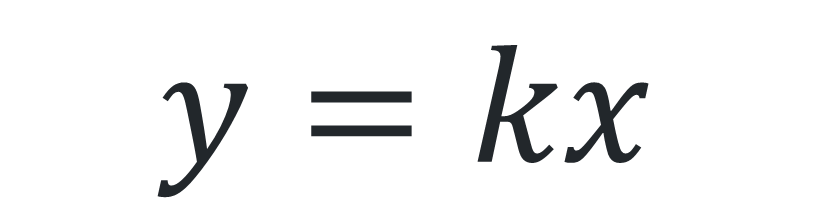 y = kx